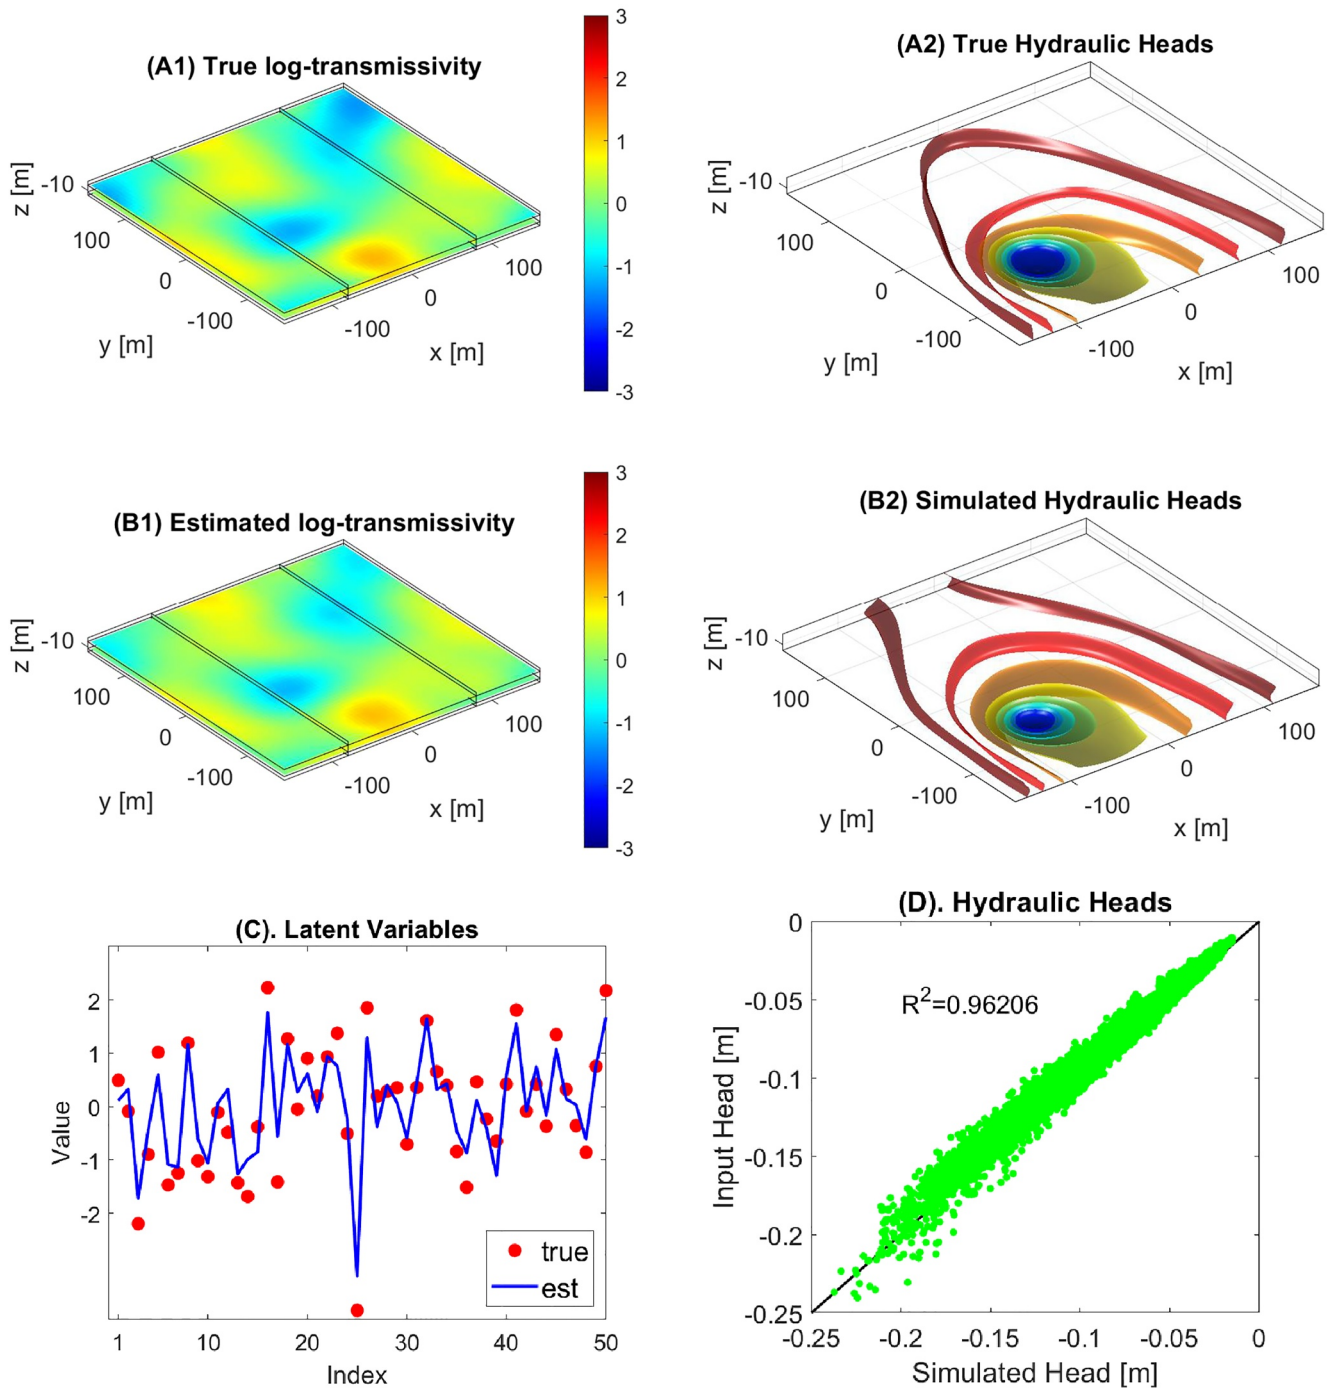 (A1) True log-transmissivity
3
2
1
0
-1
-2
-3
z [m]
-10
100
0
-100
y [m]
100
0
-100
x [m]
(A2) True Hydraulic Heads
z [m]
-10
100
0
-100
y [m]
100
0
-100
x [m]
(B1) Estimated log-transmissivity
3
2
1
0
-1
-2
-3
z [m]
-10
100
0
-100
y [m]
100
0
-100
x [m]
(B2) Simulated Hydraulic Heads
z [m]
-10
100
0
-100
y [m]
100
0
-100
x [m]
(C). Latent Variables
2
1
0
-1
-2
Value
true
est
1 10 20 30 40 50
Index
(D). Hydraulic Heads
0
-0.05
-0.1
-0.15
-0.2
-0.25
Input Head [m]
R²=0.96206
-0.25 -0.2 -0.15 -0.1 -0.05 0
Simulated Head [m]